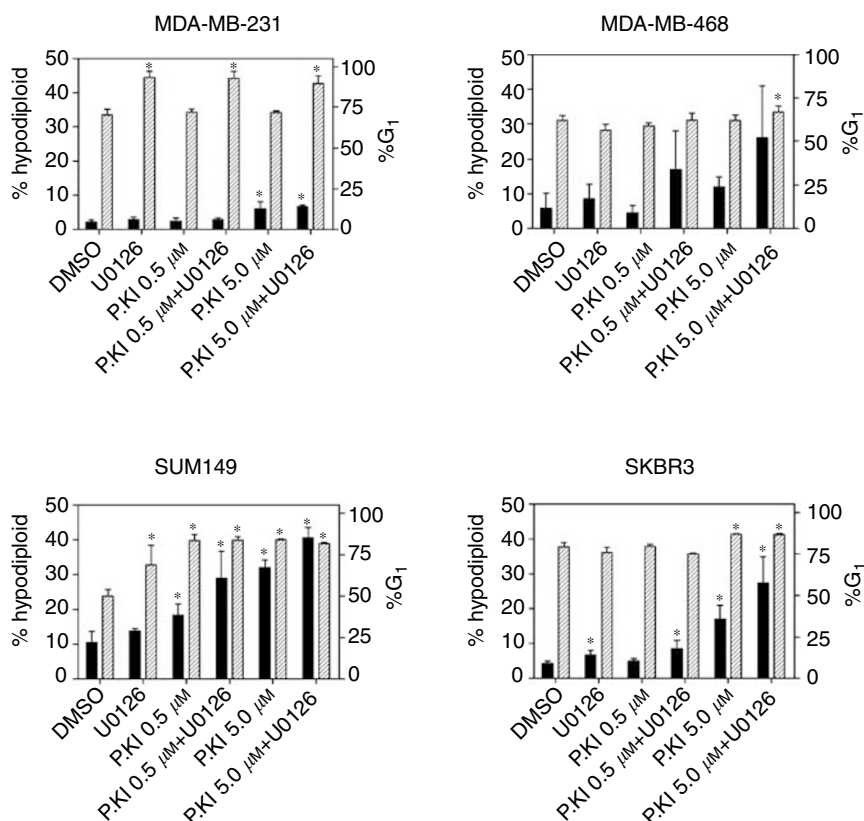 MDA-MB-231
50
40
30
20
10
0
% hypodiploid
100
75
50
25
0
%G1
* * * * *
DMSO
U0126
P.KI 0.5 μM
P.KI 0.5 μM+U0126
P.KI 5.0 μM
P.KI 5.0 μM+U0126
MDA-MB-468
50
40
30
20
10
0
% hypodiploid
100
75
50
25
0
%G1
*
DMSO
U0126
P.KI 0.5 μM
P.KI 0.5 μM+U0126
P.KI 5.0 μM
P.KI 5.0 μM+U0126
SUM149
50
40
30
20
10
0
% hypodiploid
100
75
50
25
0
%G1
* * * * * * * * *
DMSO
U0126
P.KI 0.5 μM
P.KI 0.5 μM+U0126
P.KI 5.0 μM
P.KI 5.0 μM+U0126
SKBR3
50
40
30
20
10
0
% hypodiploid
100
75
50
25
0
%G1
* * * * * *
DMSO
U0126
P.KI 0.5 μM
P.KI 0.5 μM+U0126
P.KI 5.0 μM
P.KI 5.0 μM+U0126